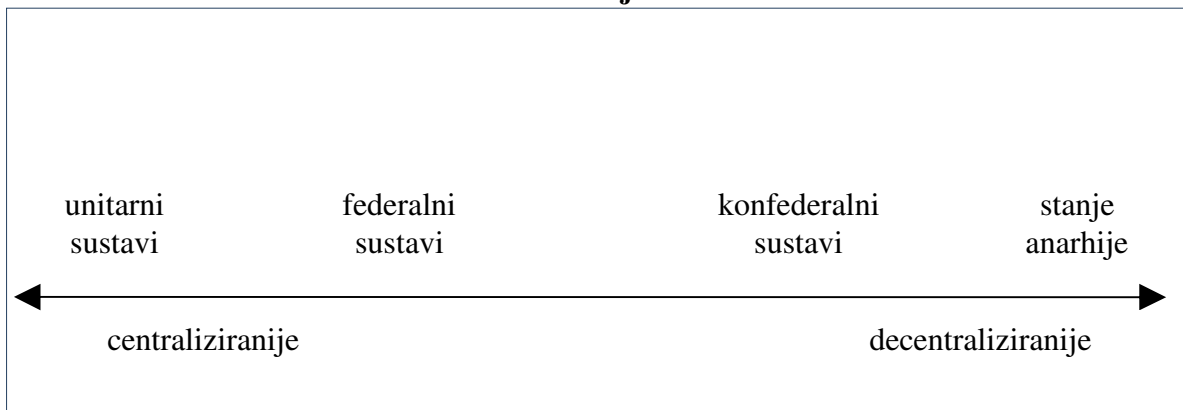 unitarni federalni konfederalni stanje
sustavi sustavi sustavi anarhije
centraliziranije decentraliziranije